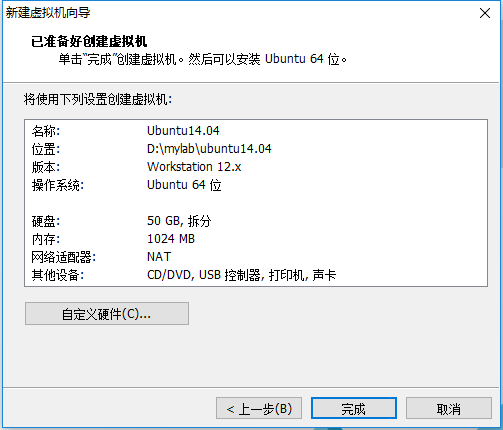 新建虚拟机向导
已准备好创建虚拟机
单击“完成”创建虚拟机。然后可以安装 Ubuntu 64 位。
将使用下列设置创建虚拟机:
名称: Ubuntu14.04
位置: D:\mylab\ubuntu14.04
版本: Workstation 12.x
操作系统: Ubuntu 64 位
硬盘: 50 GB, 拆分
内存: 1024 MB
网络适配器: NAT
其他设备: CD/DVD, USB 控制器, 打印机, 声卡
自定义硬件(C)...
< 上一步(B) 完成 取消